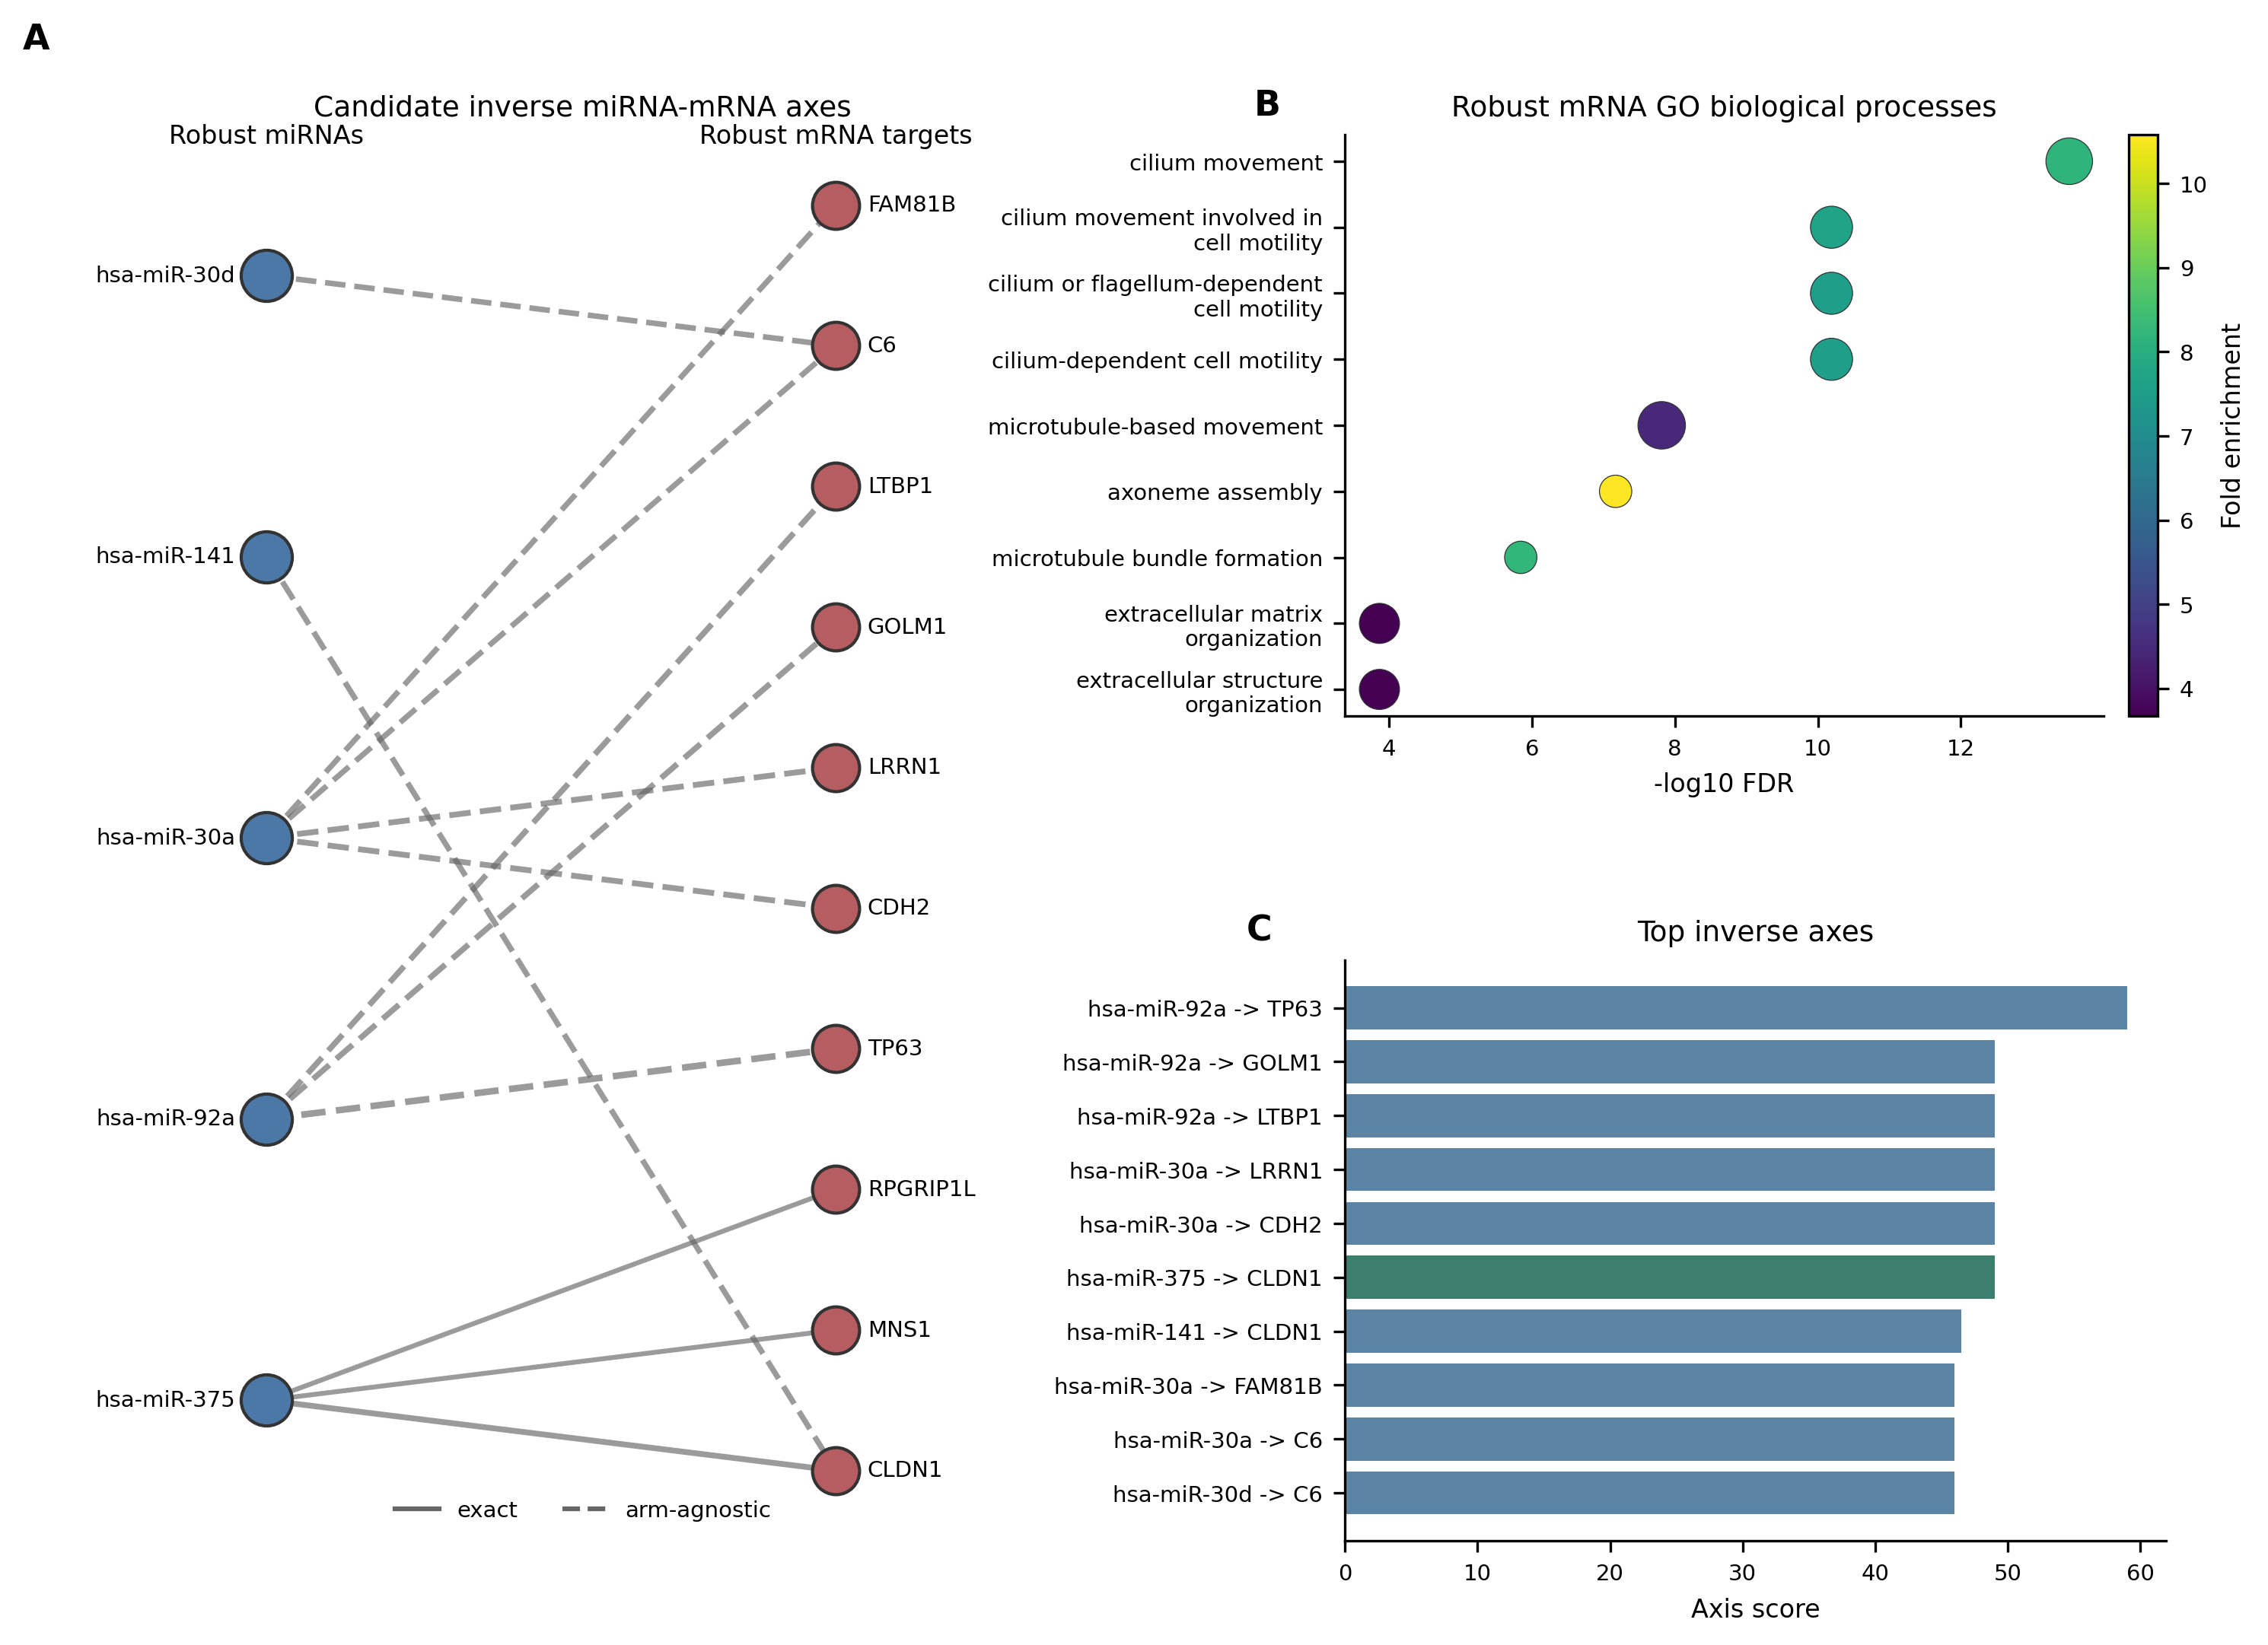 A
Candidate inverse miRNA-mRNA axes
Robust miRNAs
Robust mRNA targets
hsa-miR-30d
hsa-miR-141
hsa-miR-30a
hsa-miR-92a
hsa-miR-375
FAM81B
C6
LTBP1
GOLM1
LRRN1
CDH2
TP63
RPGRIP1L
MNS1
CLDN1
exact
arm-agnostic
B
Robust mRNA GO biological processes
cilium movement
cilium movement involved in
cell motility
cilium or flagellum-dependent
cell motility
cilium-dependent cell motility
microtubule-based movement
axoneme assembly
microtubule bundle formation
extracellular matrix
organization
extracellular structure
organization
4
6
8
10
12
-log10 FDR
10
9
8
7
6
5
4
Fold enrichment
C
Top inverse axes
hsa-miR-92a -> TP63
hsa-miR-92a -> GOLM1
hsa-miR-92a -> LTBP1
hsa-miR-30a -> LRRN1
hsa-miR-30a -> CDH2
hsa-miR-375 -> CLDN1
hsa-miR-141 -> CLDN1
hsa-miR-30a -> FAM81B
hsa-miR-30a -> C6
hsa-miR-30d -> C6
0
10
20
30
40
50
60
Axis score